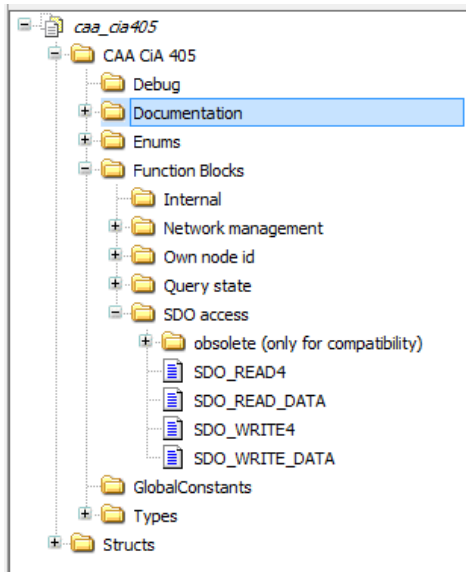 caa_cia405
CAA CiA 405
Debug
Documentation
Enums
Function Blocks
Internal
Network management
Own node id
Query state
SDO access
obsolete (only for compatibility)
SDO_READ4
SDO_READ_DATA
SDO_WRITE4
SDO_WRITE_DATA
GlobalConstants
Types
Structs